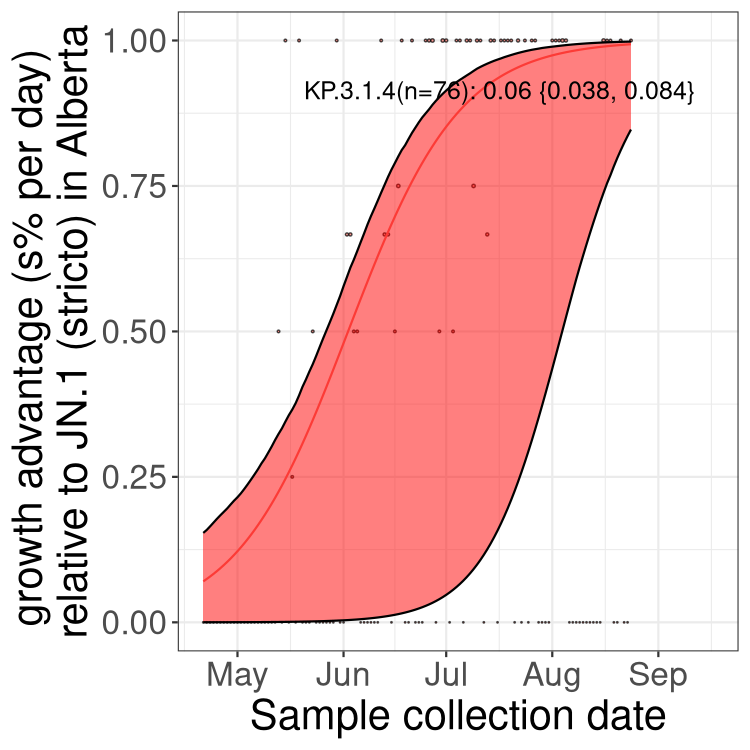 growth advantage (s% per day)
relative to JN.1 (stricto) in Alberta
1.00
0.75
0.50
0.25
0.00
KP.3.1.4(n=76): 0.06 {0.038, 0.084}
May Jun Jul Aug Sep
Sample collection date